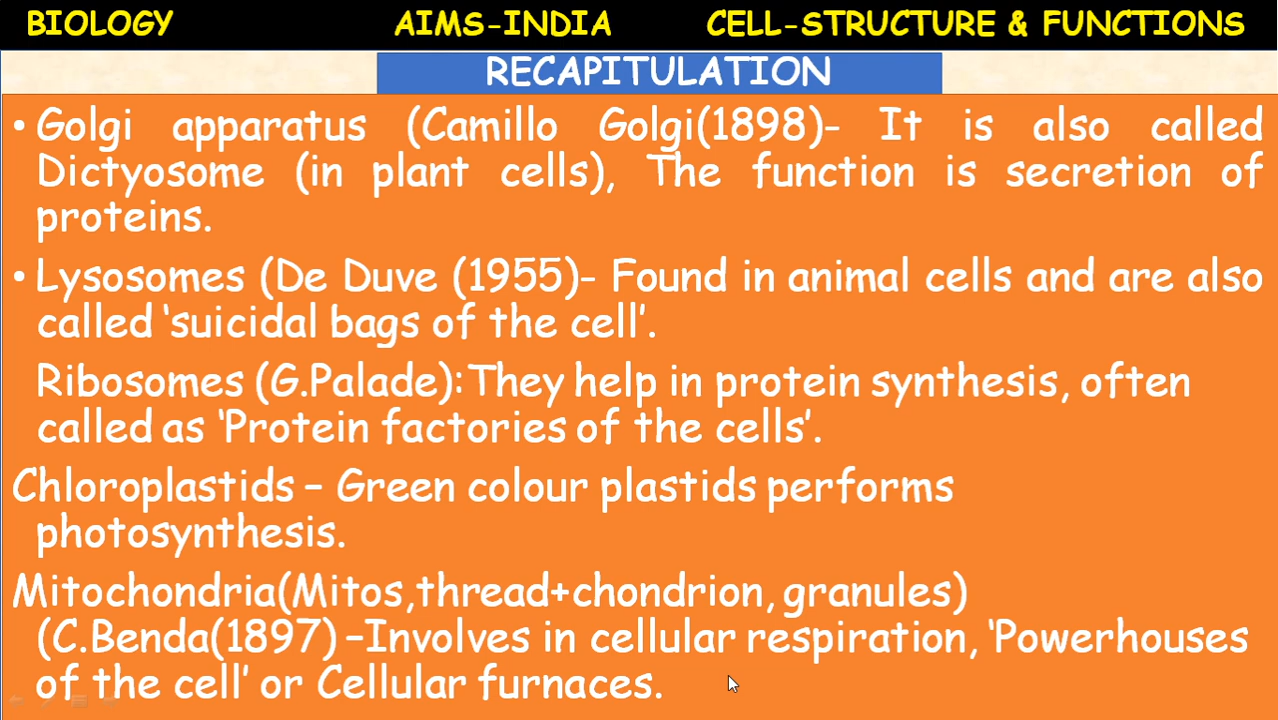 BIOLOGY AIMS-INDIA CELL-STRUCTURE & FUNCTIONS
RECAPITULATION
• Golgi apparatus (Camillo Golgi(1898)- It is also called
Dictyosome (in plant cells), The function is secretion of
proteins.
• Lysosomes (De Duve (1955)- Found in animal cells and are also
called ‘suicidal bags of the cell’.
Ribosomes (G.Palade):They help in protein synthesis, often
called as ‘Protein factories of the cells’.
Chloroplastids – Green colour plastids performs
photosynthesis.
Mitochondria(Mitos,thread+chondrion, granules)
(C.Benda(1897) –Involves in cellular respiration, ‘Powerhouses
of the cell’ or Cellular furnaces.